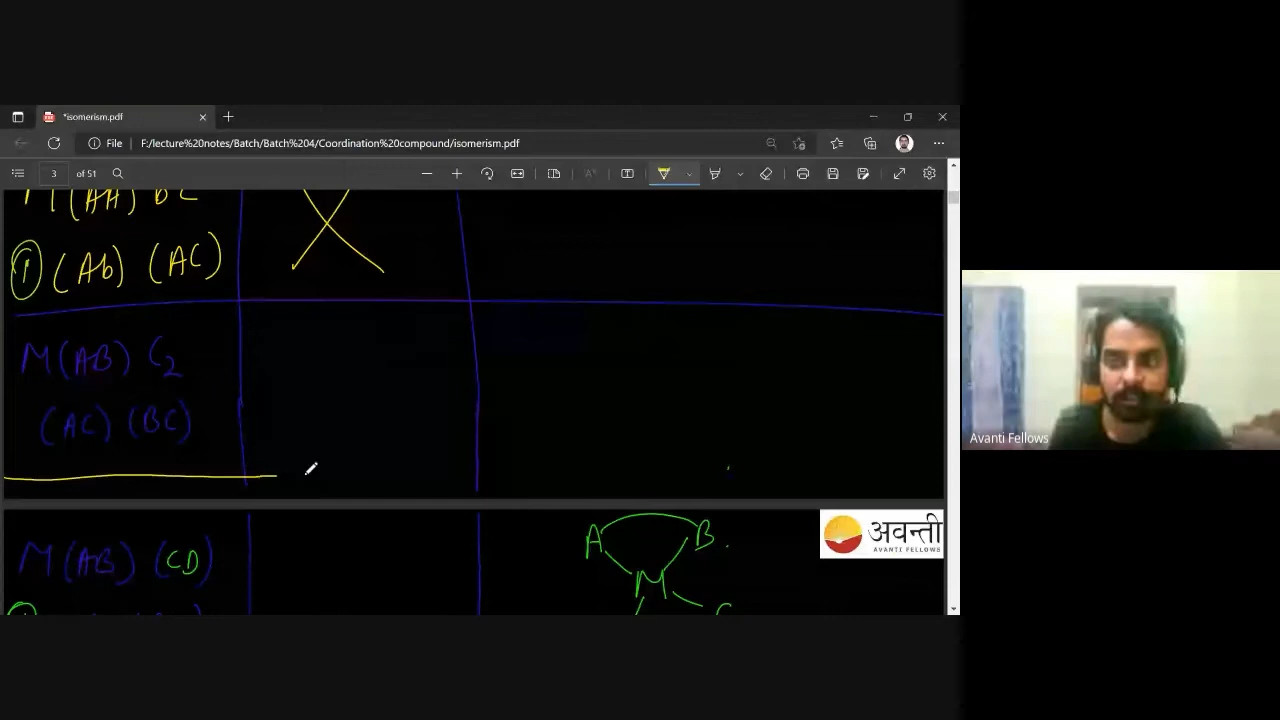 *isomerism.pdf
File F:/lecture%20notes/Batch/Batch%204/Coordination%20compound/isomerism.pdf
3 of 51
M (AA) BC
① (Ab) (AC)
M (AB) C2
(AC) (BC)
Avanti Fellows
M (AB) (CD)
A B
M
अवन्ती
AVANTI FELLOWS